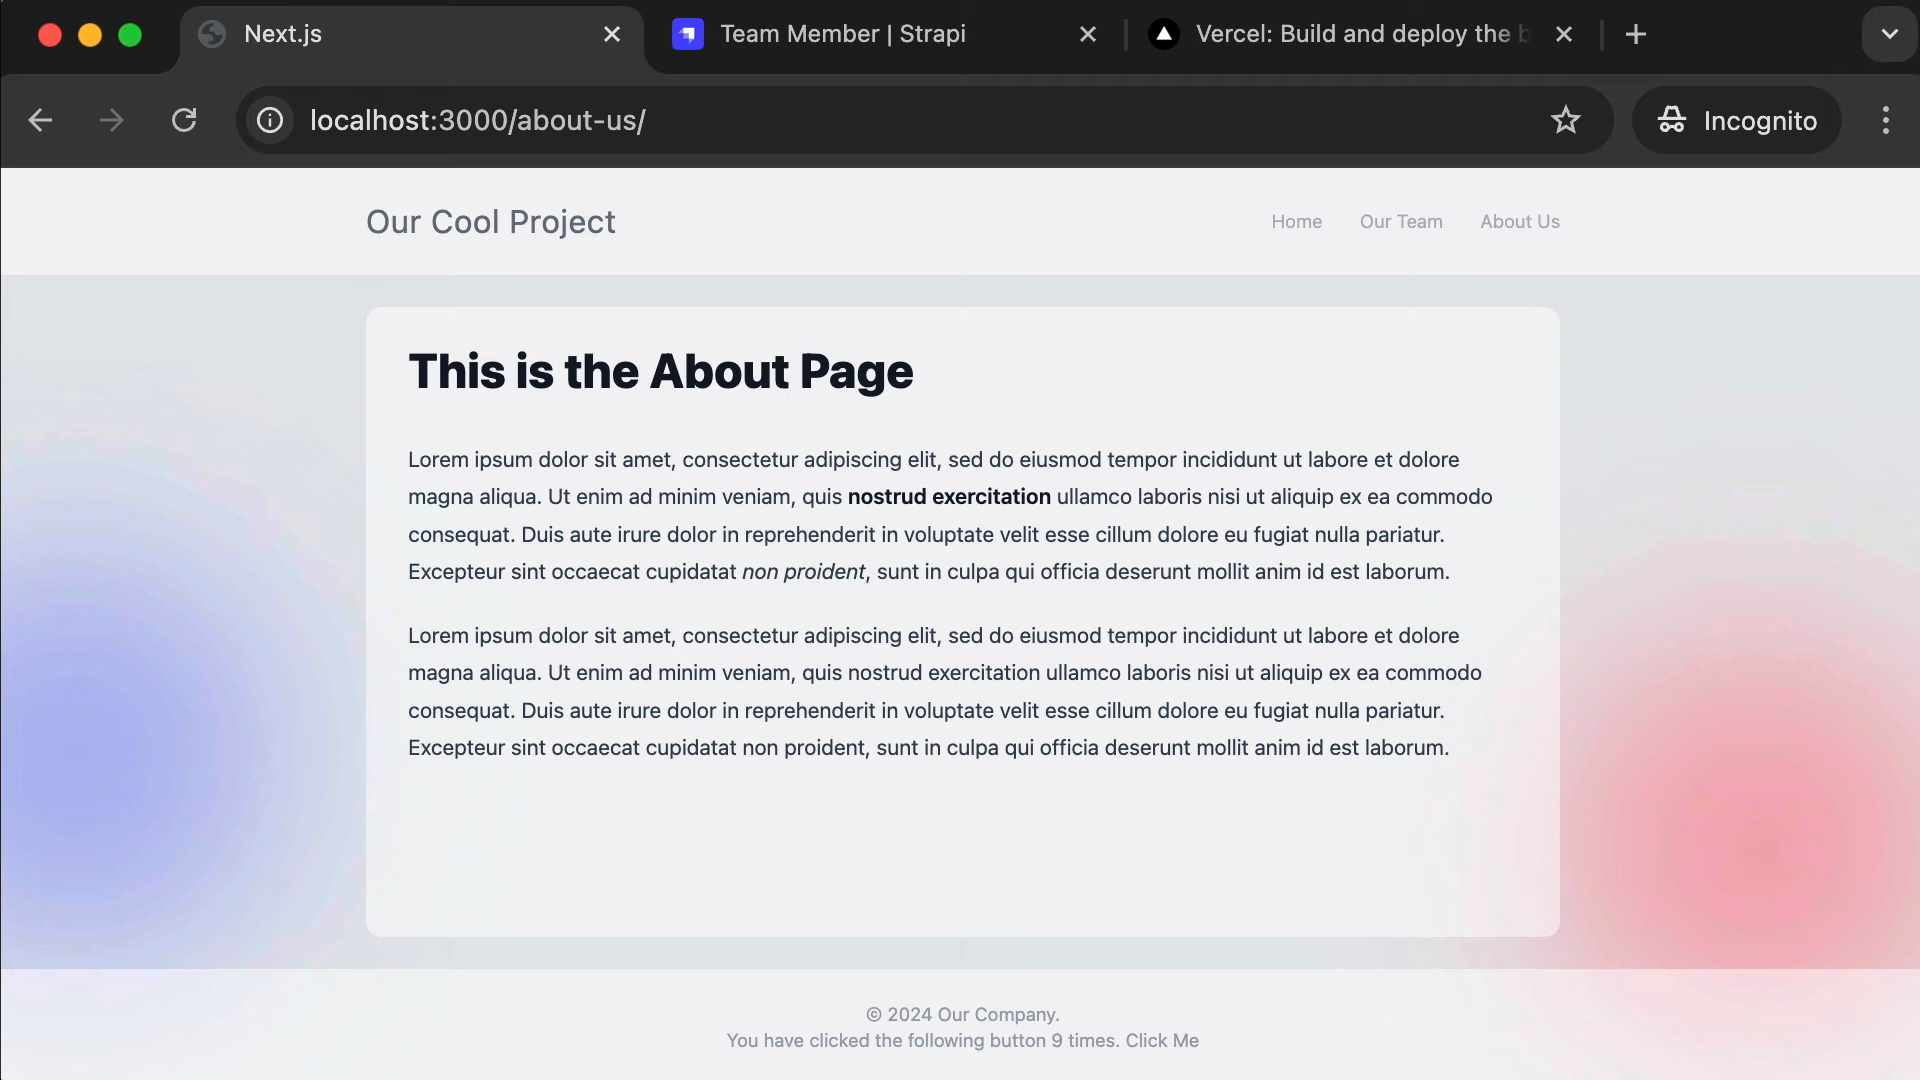 Next.js
Team Member | Strapi
Vercel: Build and deploy the b
localhost:3000/about-us/
Incognito
Our Cool Project
Home
Our Team
About Us
This is the About Page
Lorem ipsum dolor sit amet, consectetur adipiscing elit, sed do eiusmod tempor incididunt ut labore et dolore
magna aliqua. Ut enim ad minim veniam, quis nostrud exercitation ullamco laboris nisi ut aliquip ex ea commodo
consequat. Duis aute irure dolor in reprehenderit in voluptate velit esse cillum dolore eu fugiat nulla pariatur.
Excepteur sint occaecat cupidatat non proident, sunt in culpa qui officia deserunt mollit anim id est laborum.
Lorem ipsum dolor sit amet, consectetur adipiscing elit, sed do eiusmod tempor incididunt ut labore et dolore
magna aliqua. Ut enim ad minim veniam, quis nostrud exercitation ullamco laboris nisi ut aliquip ex ea commodo
consequat. Duis aute irure dolor in reprehenderit in voluptate velit esse cillum dolore eu fugiat nulla pariatur.
Excepteur sint occaecat cupidatat non proident, sunt in culpa qui officia deserunt mollit anim id est laborum.
© 2024 Our Company.
You have clicked the following button 9 times. Click Me